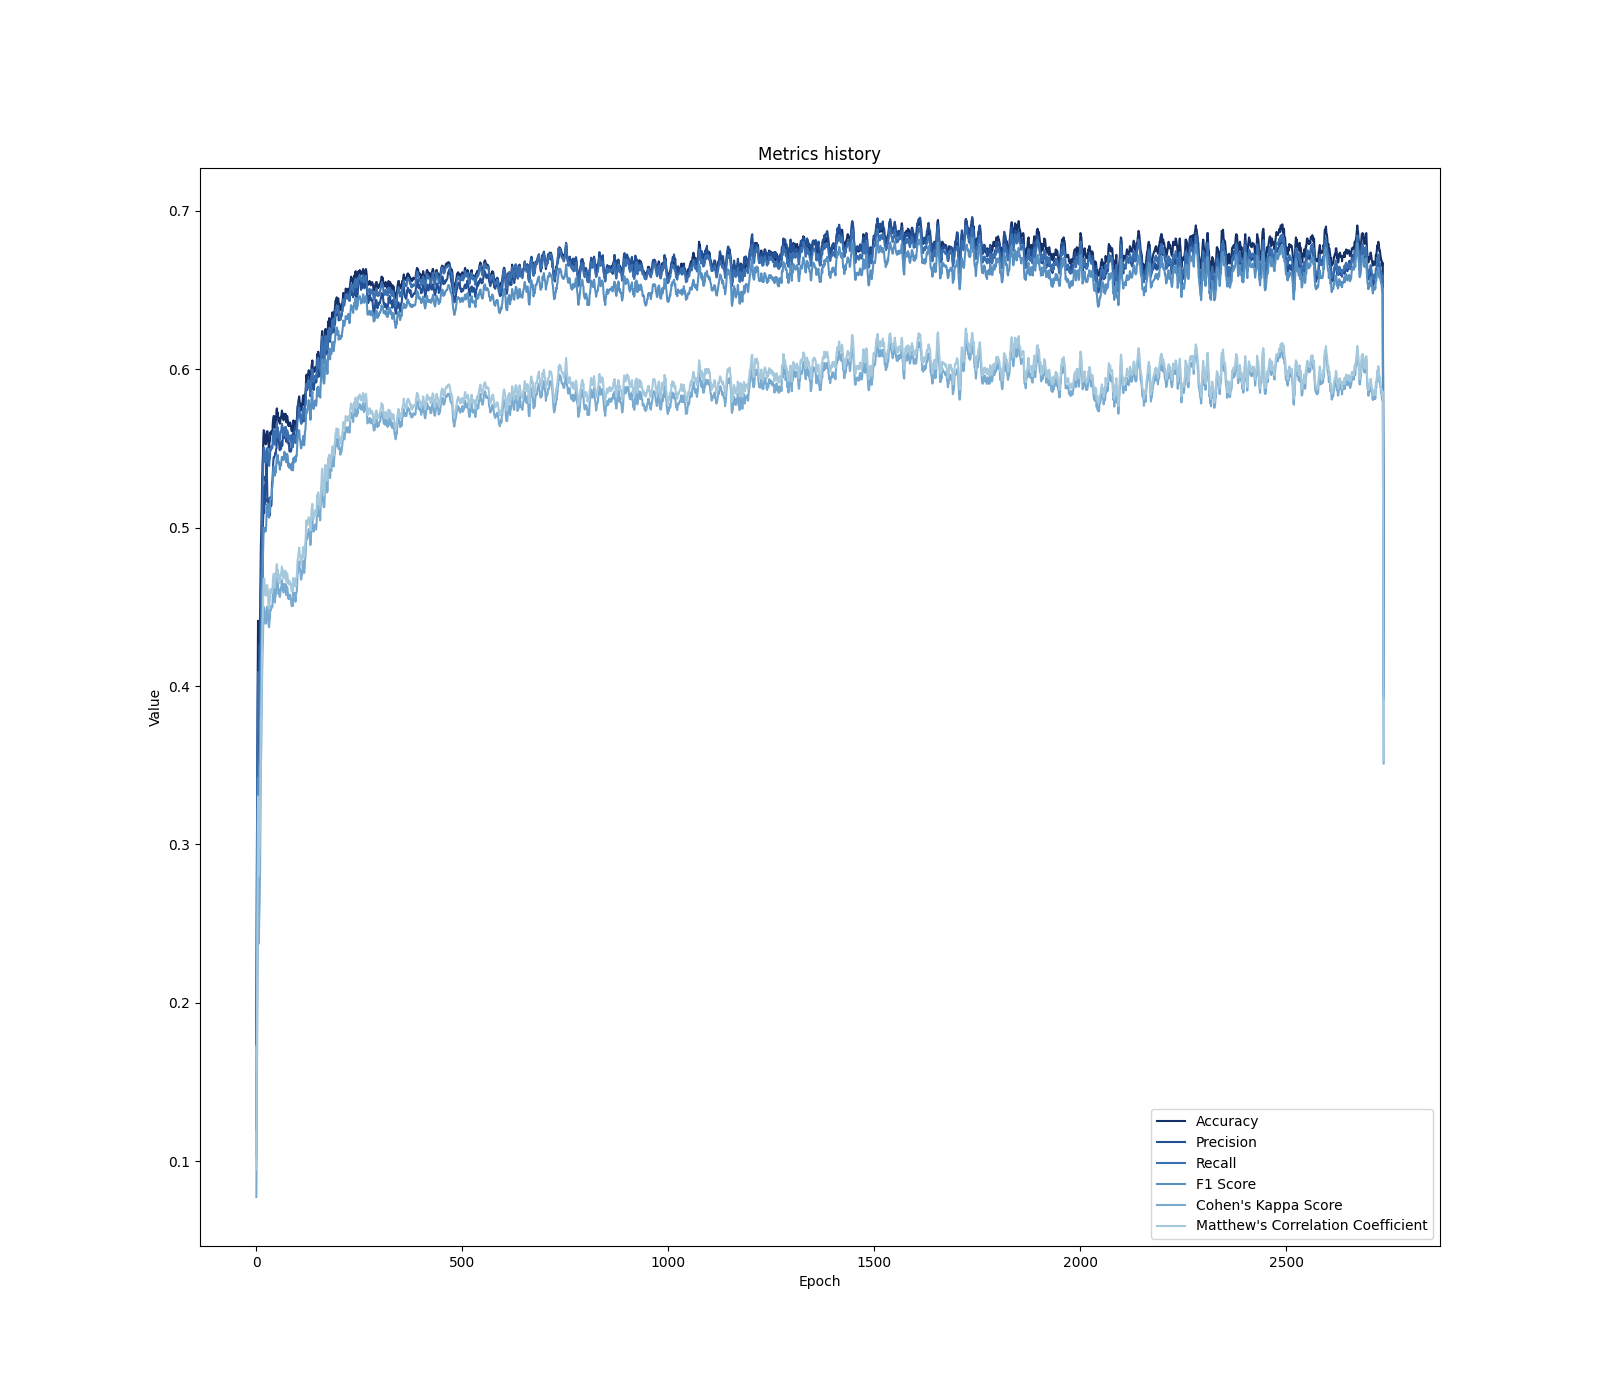 Metrics history
0.7
0.6
0.5
0.4
0.3
0.2
0.1
Value
0
500
1000
1500
2000
2500
Epoch
Accuracy
Precision
Recall
F1 Score
Cohen's Kappa Score
Matthew's Correlation Coefficient